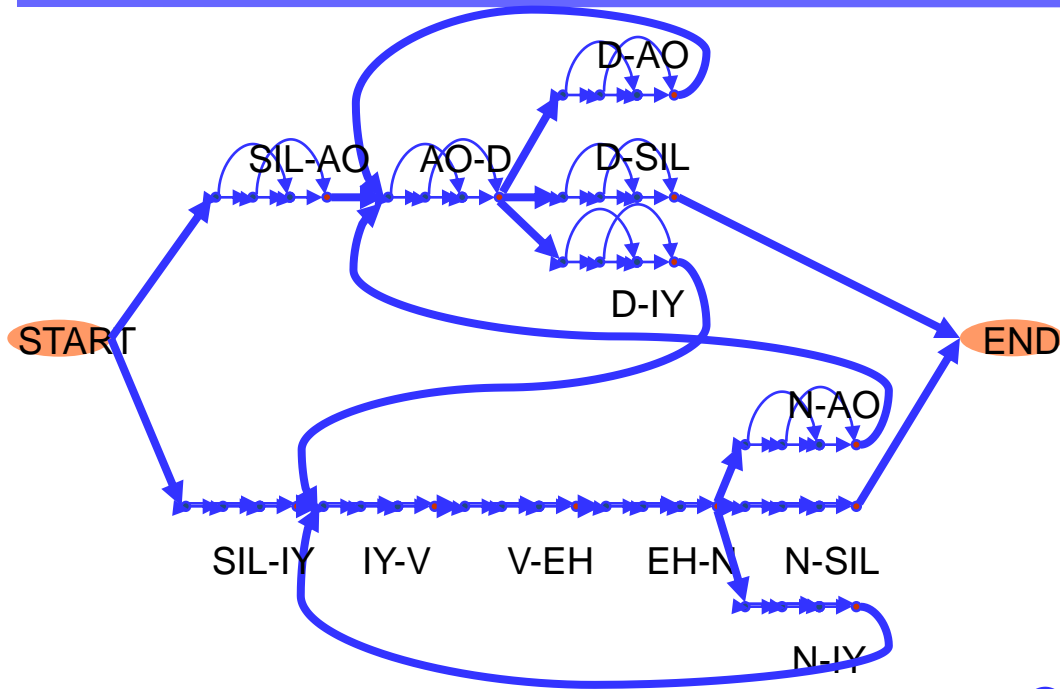 D-AO
SIL-AO
AO-D
D-SIL
D-IY
START
END
N-AO
SIL-IY
IY-V
V-EH
EH-N
N-SIL
N-IY